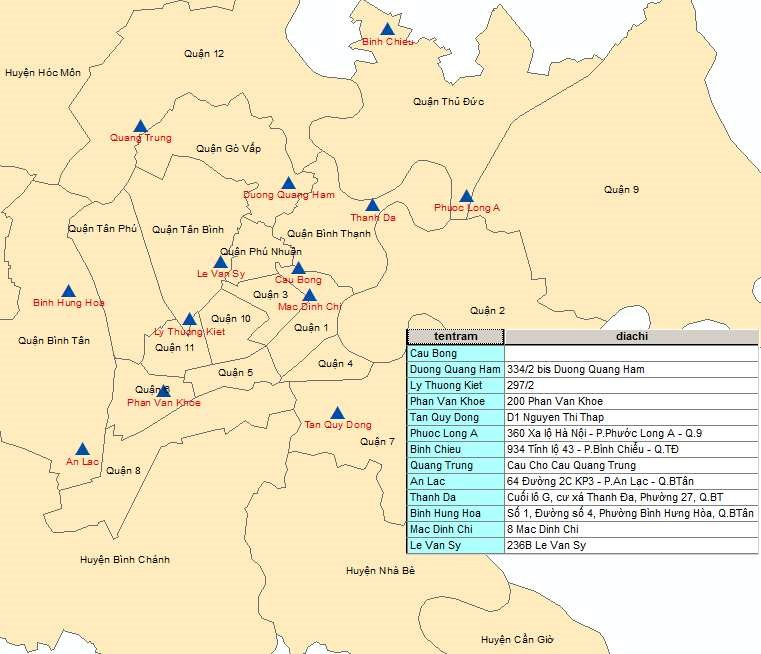 Binh Chieu
Quận 12
Huyện Hóc Môn
Quận Thủ Đức
Quang Trung
Quận Gò Vấp
Quận 9
Duong Quang Ham
Phuoc Long A
Thanh Da
Quận Tân Phú
Quận Tân Bình
Quận Bình Thạnh
Quận Phú Nhuận
Le Van Sy
Cau Bong
Quận 3
Binh Hung Hoa
Mac Dinh Chi
Quận 2
Quận 10
Ly Thuong Kiet
Quận 1
Quận Bình Tân
Quận 11
Quận 4
Quận 5
Quận 6
Phan Van Khoe
Tan Quy Dong
Quận 7
An Lac
Quận 8
Huyện Bình Chánh
Huyện Nhà Bè
Huyện Cần Giờ
tentram diachi
Cau Bong
Duong Quang Ham 334/2 bis Duong Quang Ham
Ly Thuong Kiet 297/2
Phan Van Khoe 200 Phan Van Khoe
Tan Quy Dong D1 Nguyen Thi Thap
Phuoc Long A 360 Xa lộ Hà Nội - P.Phước Long A - Q.9
Binh Chieu 934 Tỉnh lộ 43 - P.Bình Chiểu - Q.TĐ
Quang Trung Cau Cho Cau Quang Trung
An Lac 64 Đường 2C KP3 - P.An Lạc - Q.BTân
Thanh Da Cuối lô G, cư xá Thanh Đa, Phường 27, Q.BT
Binh Hung Hoa Số 1, Đường số 4, Phường Bình Hưng Hòa, Q.BTân
Mac Dinh Chi 8 Mac Dinh Chi
Le Van Sy 236B Le Van Sy